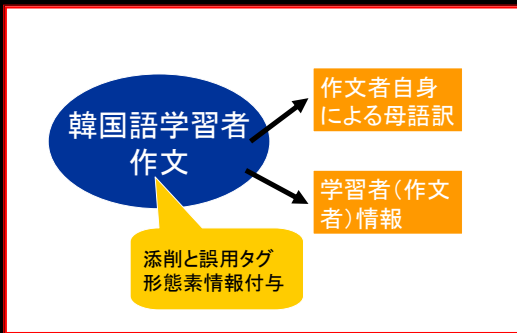 韓国語学習者
作文
作文者自身
による母語訳
学習者(作文
者)情報
添削と誤用タグ
形態素情報付与